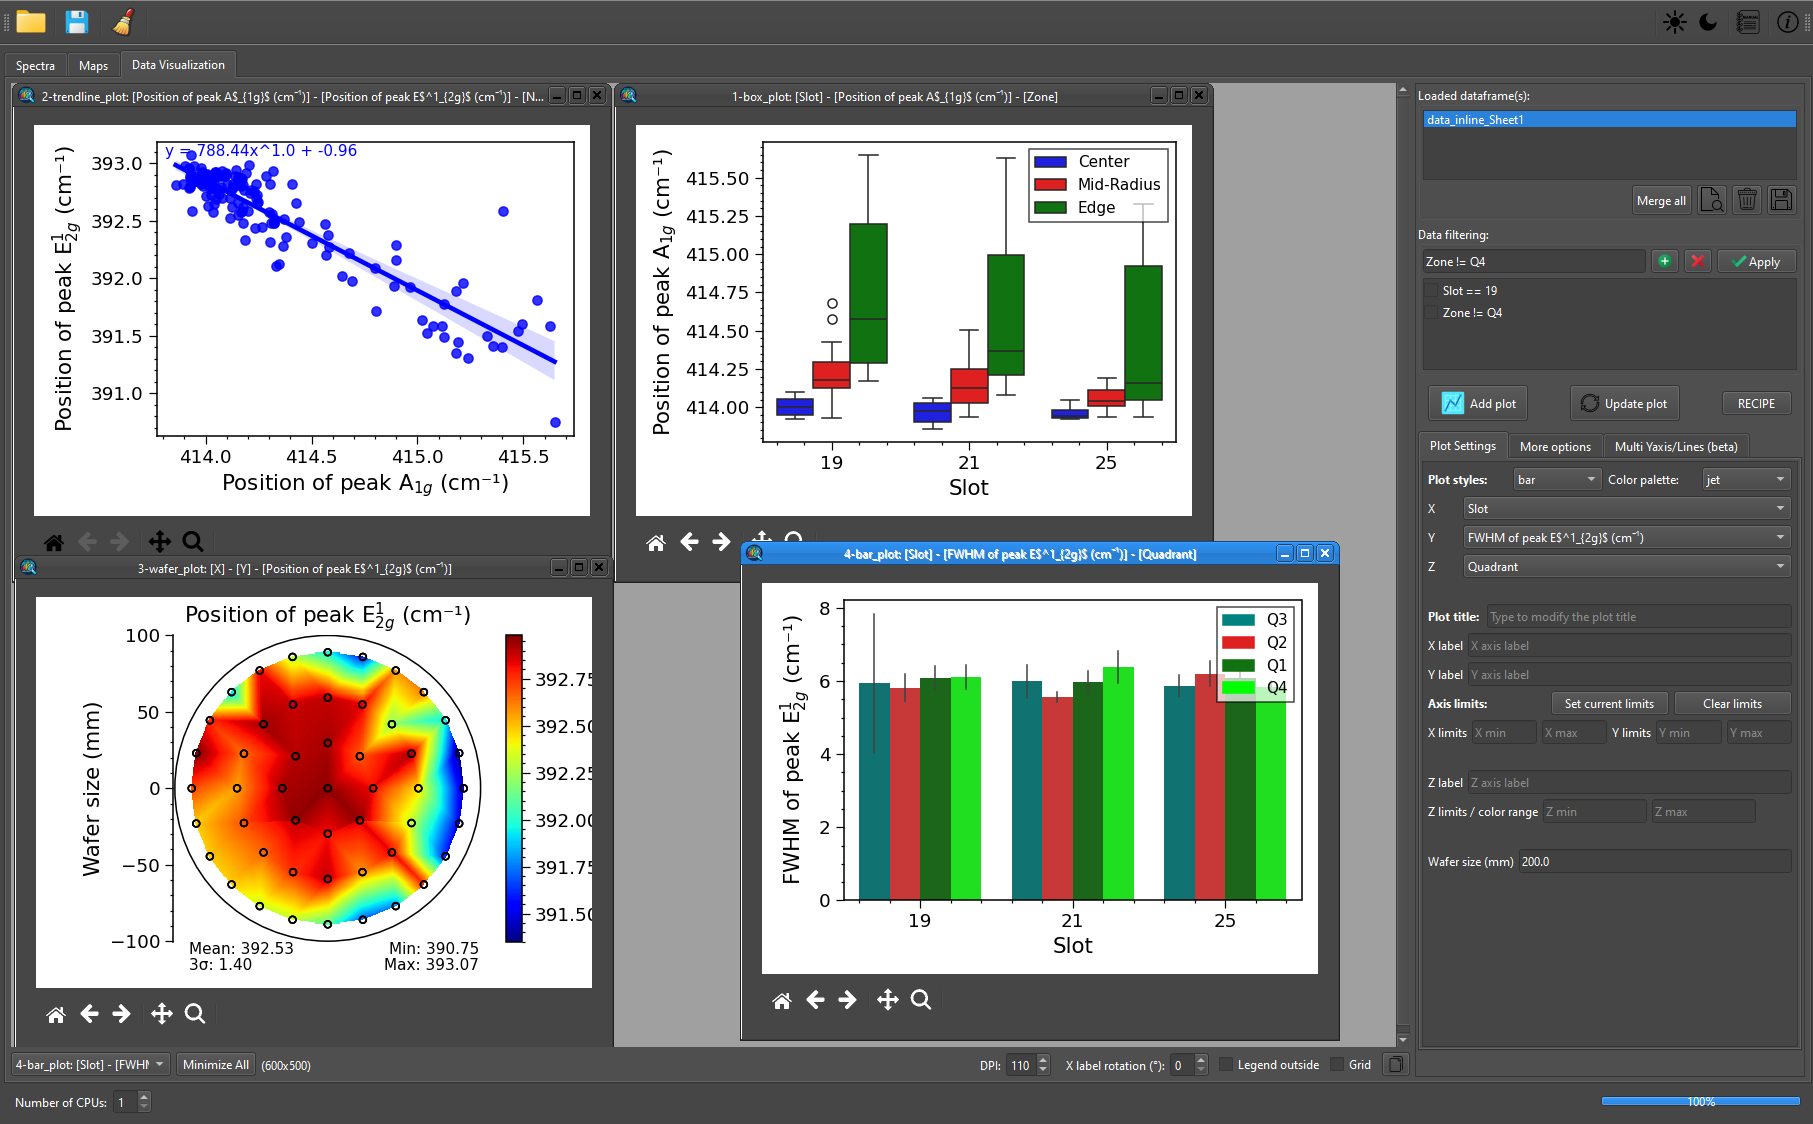 Spectra
Maps
Data Visualization
2-trendline_plot: [Position of peak A$_{1g}$ (cm⁻¹)] - [Position of peak E$^1_{2g}$ (cm⁻¹)] - [N...
y = 788.44x^1.0 + -0.96
393.0
392.5
392.0
391.5
391.0
414.0
414.5
415.0
415.5
Position of peak E¹₂g (cm⁻¹)
Position of peak A₁g (cm⁻¹)
1-box_plot: [Slot] - [Position of peak A$_{1g}$ (cm⁻¹)] - [Zone]
Center
Mid-Radius
Edge
415.50
415.25
415.00
414.75
414.50
414.25
414.00
19
21
25
Position of peak A₁g (cm⁻¹)
Slot
3-wafer_plot: [X] - [Y] - [Position of peak E$^1_{2g}$ (cm⁻¹)]
Position of peak E¹₂g (cm⁻¹)
100
50
0
−50
−100
Wafer size (mm)
392.75
392.50
392.25
392.00
391.75
391.50
Mean: 392.53
3σ: 1.40
Min: 390.75
Max: 393.07
4-bar_plot: [Slot] - [FWHM of peak E$^1_{2g}$ (cm⁻¹)] - [Quadrant]
Q3
Q2
Q1
Q4
8
6
4
2
0
19
21
25
FWHM of peak E¹₂g (cm⁻¹)
Slot
4-bar_plot: [Slot] - [FWHM
Minimize All
(600x500)
DPI: 110
X label rotation (°): 0
Legend outside
Grid
Number of CPUs: 1
100%
Loaded dataframe(s):
data_inline_Sheet1
Merge all
Data filtering:
Zone != Q4
Apply
Slot == 19
Zone != Q4
Add plot
Update plot
RECIPE
Plot Settings
More options
Multi Yaxis/Lines (beta)
Plot styles: bar
Color palette: jet
X Slot
Y FWHM of peak E$^1_{2g}$ (cm⁻¹)
Z Quadrant
Plot title: Type to modify the plot title
X label X axis label
Y label Y axis label
Axis limits: Set current limits Clear limits
X limits X min X max Y limits Y min Y max
Z label Z axis label
Z limits / color range Z min Z max
Wafer size (mm) 200.0